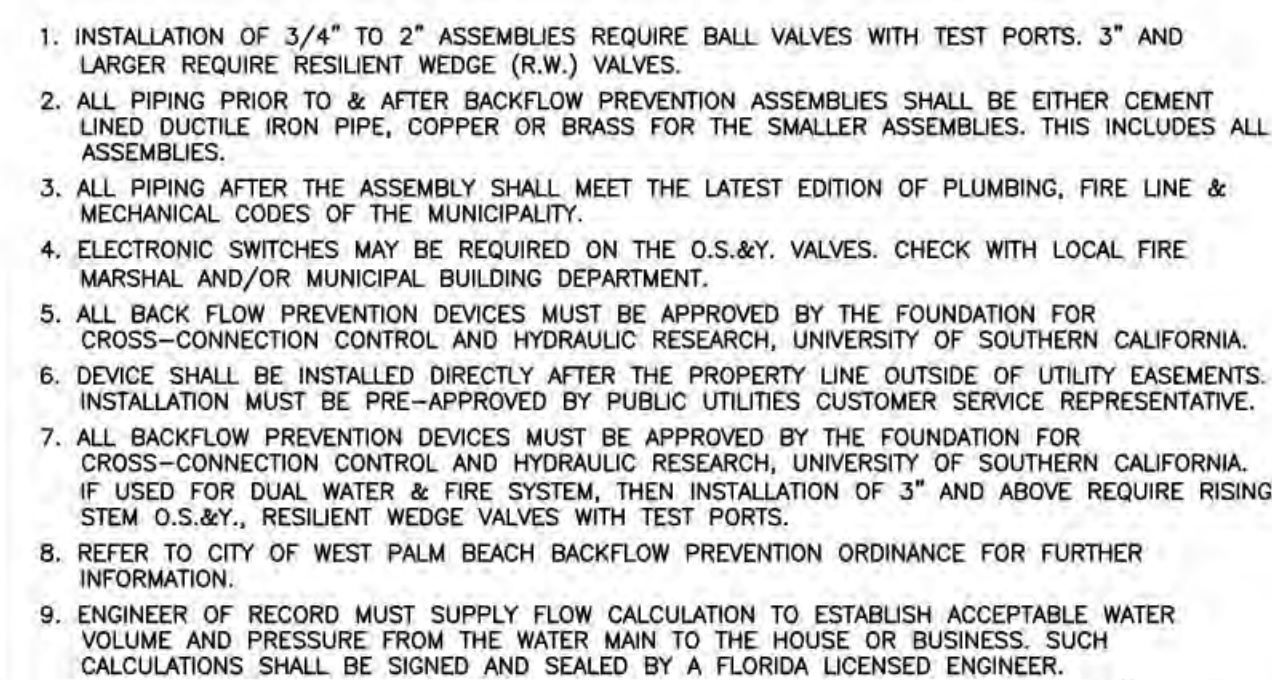 1. INSTALLATION OF 3/4" TO 2" ASSEMBLIES REQUIRE BALL VALVES WITH TEST PORTS. 3" AND
LARGER REQUIRE RESILIENT WEDGE (R.W.) VALVES.
2. ALL PIPING PRIOR TO & AFTER BACKFLOW PREVENTION ASSEMBLIES SHALL BE EITHER CEMENT
LINED DUCTILE IRON PIPE, COPPER OR BRASS FOR THE SMALLER ASSEMBLIES. THIS INCLUDES ALL
ASSEMBLIES.
3. ALL PIPING AFTER THE ASSEMBLY SHALL MEET THE LATEST EDITION OF PLUMBING, FIRE LINE &
MECHANICAL CODES OF THE MUNICIPALITY.
4. ELECTRONIC SWITCHES MAY BE REQUIRED ON THE O.S.&Y. VALVES. CHECK WITH LOCAL FIRE
MARSHAL AND/OR MUNICIPAL BUILDING DEPARTMENT.
5. ALL BACK FLOW PREVENTION DEVICES MUST BE APPROVED BY THE FOUNDATION FOR
CROSS-CONNECTION CONTROL AND HYDRAULIC RESEARCH, UNIVERSITY OF SOUTHERN CALIFORNIA.
6. DEVICE SHALL BE INSTALLED DIRECTLY AFTER THE PROPERTY LINE OUTSIDE OF UTILITY EASEMENTS.
INSTALLATION MUST BE PRE-APPROVED BY PUBLIC UTILITIES CUSTOMER SERVICE REPRESENTATIVE.
7. ALL BACKFLOW PREVENTION DEVICES MUST BE APPROVED BY THE FOUNDATION FOR
CROSS-CONNECTION CONTROL AND HYDRAULIC RESEARCH, UNIVERSITY OF SOUTHERN CALIFORNIA.
IF USED FOR DUAL WATER & FIRE SYSTEM, THEN INSTALLATION OF 3" AND ABOVE REQUIRE RISING
STEM O.S.&Y., RESILIENT WEDGE VALVES WITH TEST PORTS.
8. REFER TO CITY OF WEST PALM BEACH BACKFLOW PREVENTION ORDINANCE FOR FURTHER
INFORMATION.
9. ENGINEER OF RECORD MUST SUPPLY FLOW CALCULATION TO ESTABLISH ACCEPTABLE WATER
VOLUME AND PRESSURE FROM THE WATER MAIN TO THE HOUSE OR BUSINESS. SUCH
CALCULATIONS SHALL BE SIGNED AND SEALED BY A FLORIDA LICENSED ENGINEER.